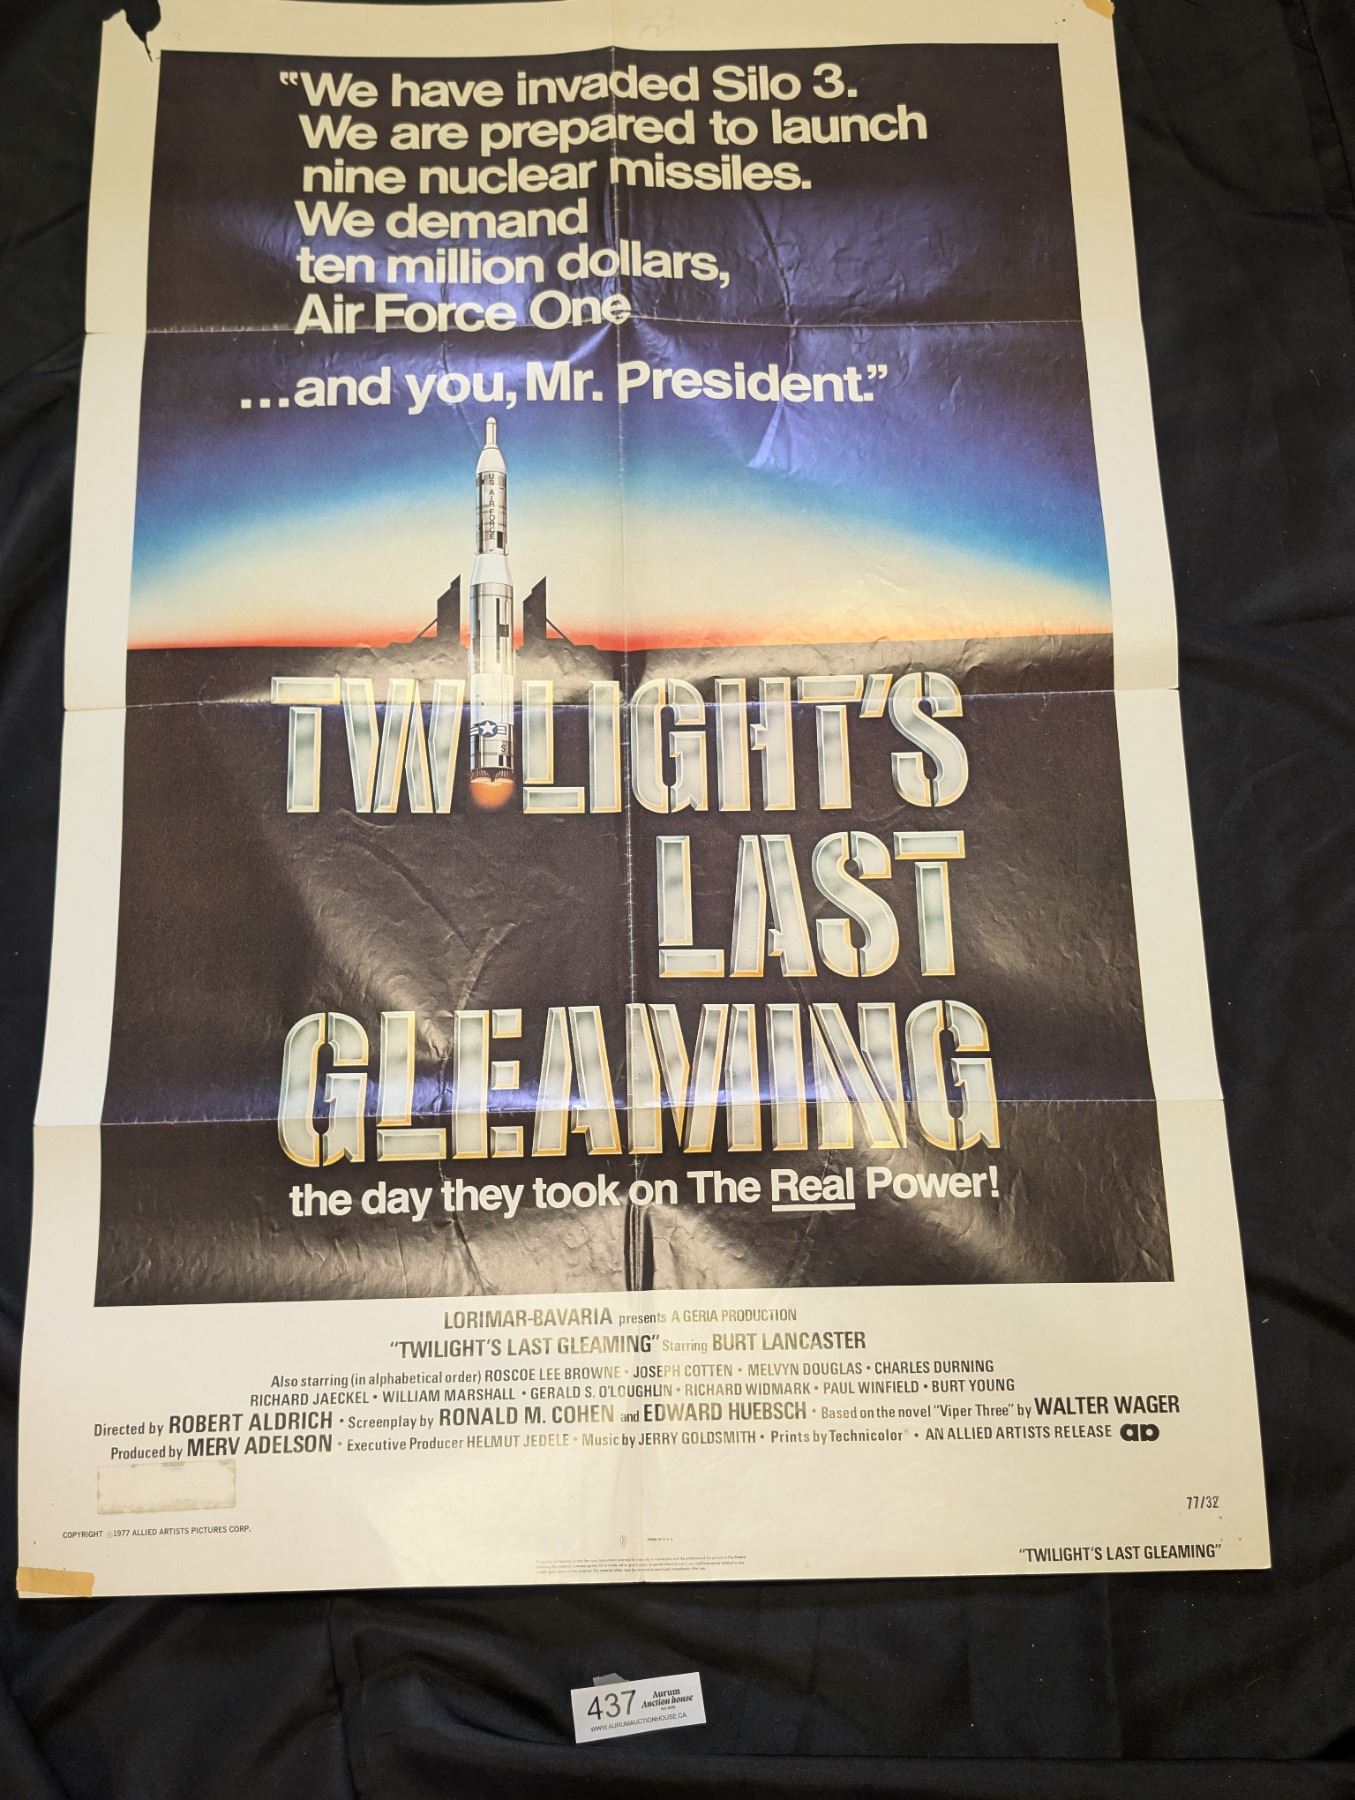 “We have invaded Silo 3.
We are prepared to launch
nine nuclear missiles.
We demand
ten million dollars,
Air Force One
...and you, Mr. President.”
US AIR FORCE
TWILIGHT'S
LAST
GLEAMING
the day they took on The Real Power!
LORIMAR-BAVARIA presents A GERIA PRODUCTION
“TWILIGHT'S LAST GLEAMING” Starring BURT LANCASTER
Also starring (in alphabetical order) ROSCOE LEE BROWNE • JOSEPH COTTEN • MELVYN DOUGLAS • CHARLES DURNING
RICHARD JAECKEL • WILLIAM MARSHALL • GERALD S. O'LOUGHLIN • RICHARD WIDMARK • PAUL WINFIELD • BURT YOUNG
Directed by ROBERT ALDRICH • Screenplay by RONALD M. COHEN and EDWARD HUEBSCH • Based on the novel “Viper Three” by WALTER WAGER
Produced by MERV ADELSON • Executive Producer HELMUT JEDELE • Music by JERRY GOLDSMITH • Prints by Technicolor® • AN ALLIED ARTISTS RELEASE
77/32
COPYRIGHT ©1977 ALLIED ARTISTS PICTURES CORP.
“TWILIGHT'S LAST GLEAMING”
437 Aurum
Auction house
WWW.AURUMAUCTIONHOUSE.CA